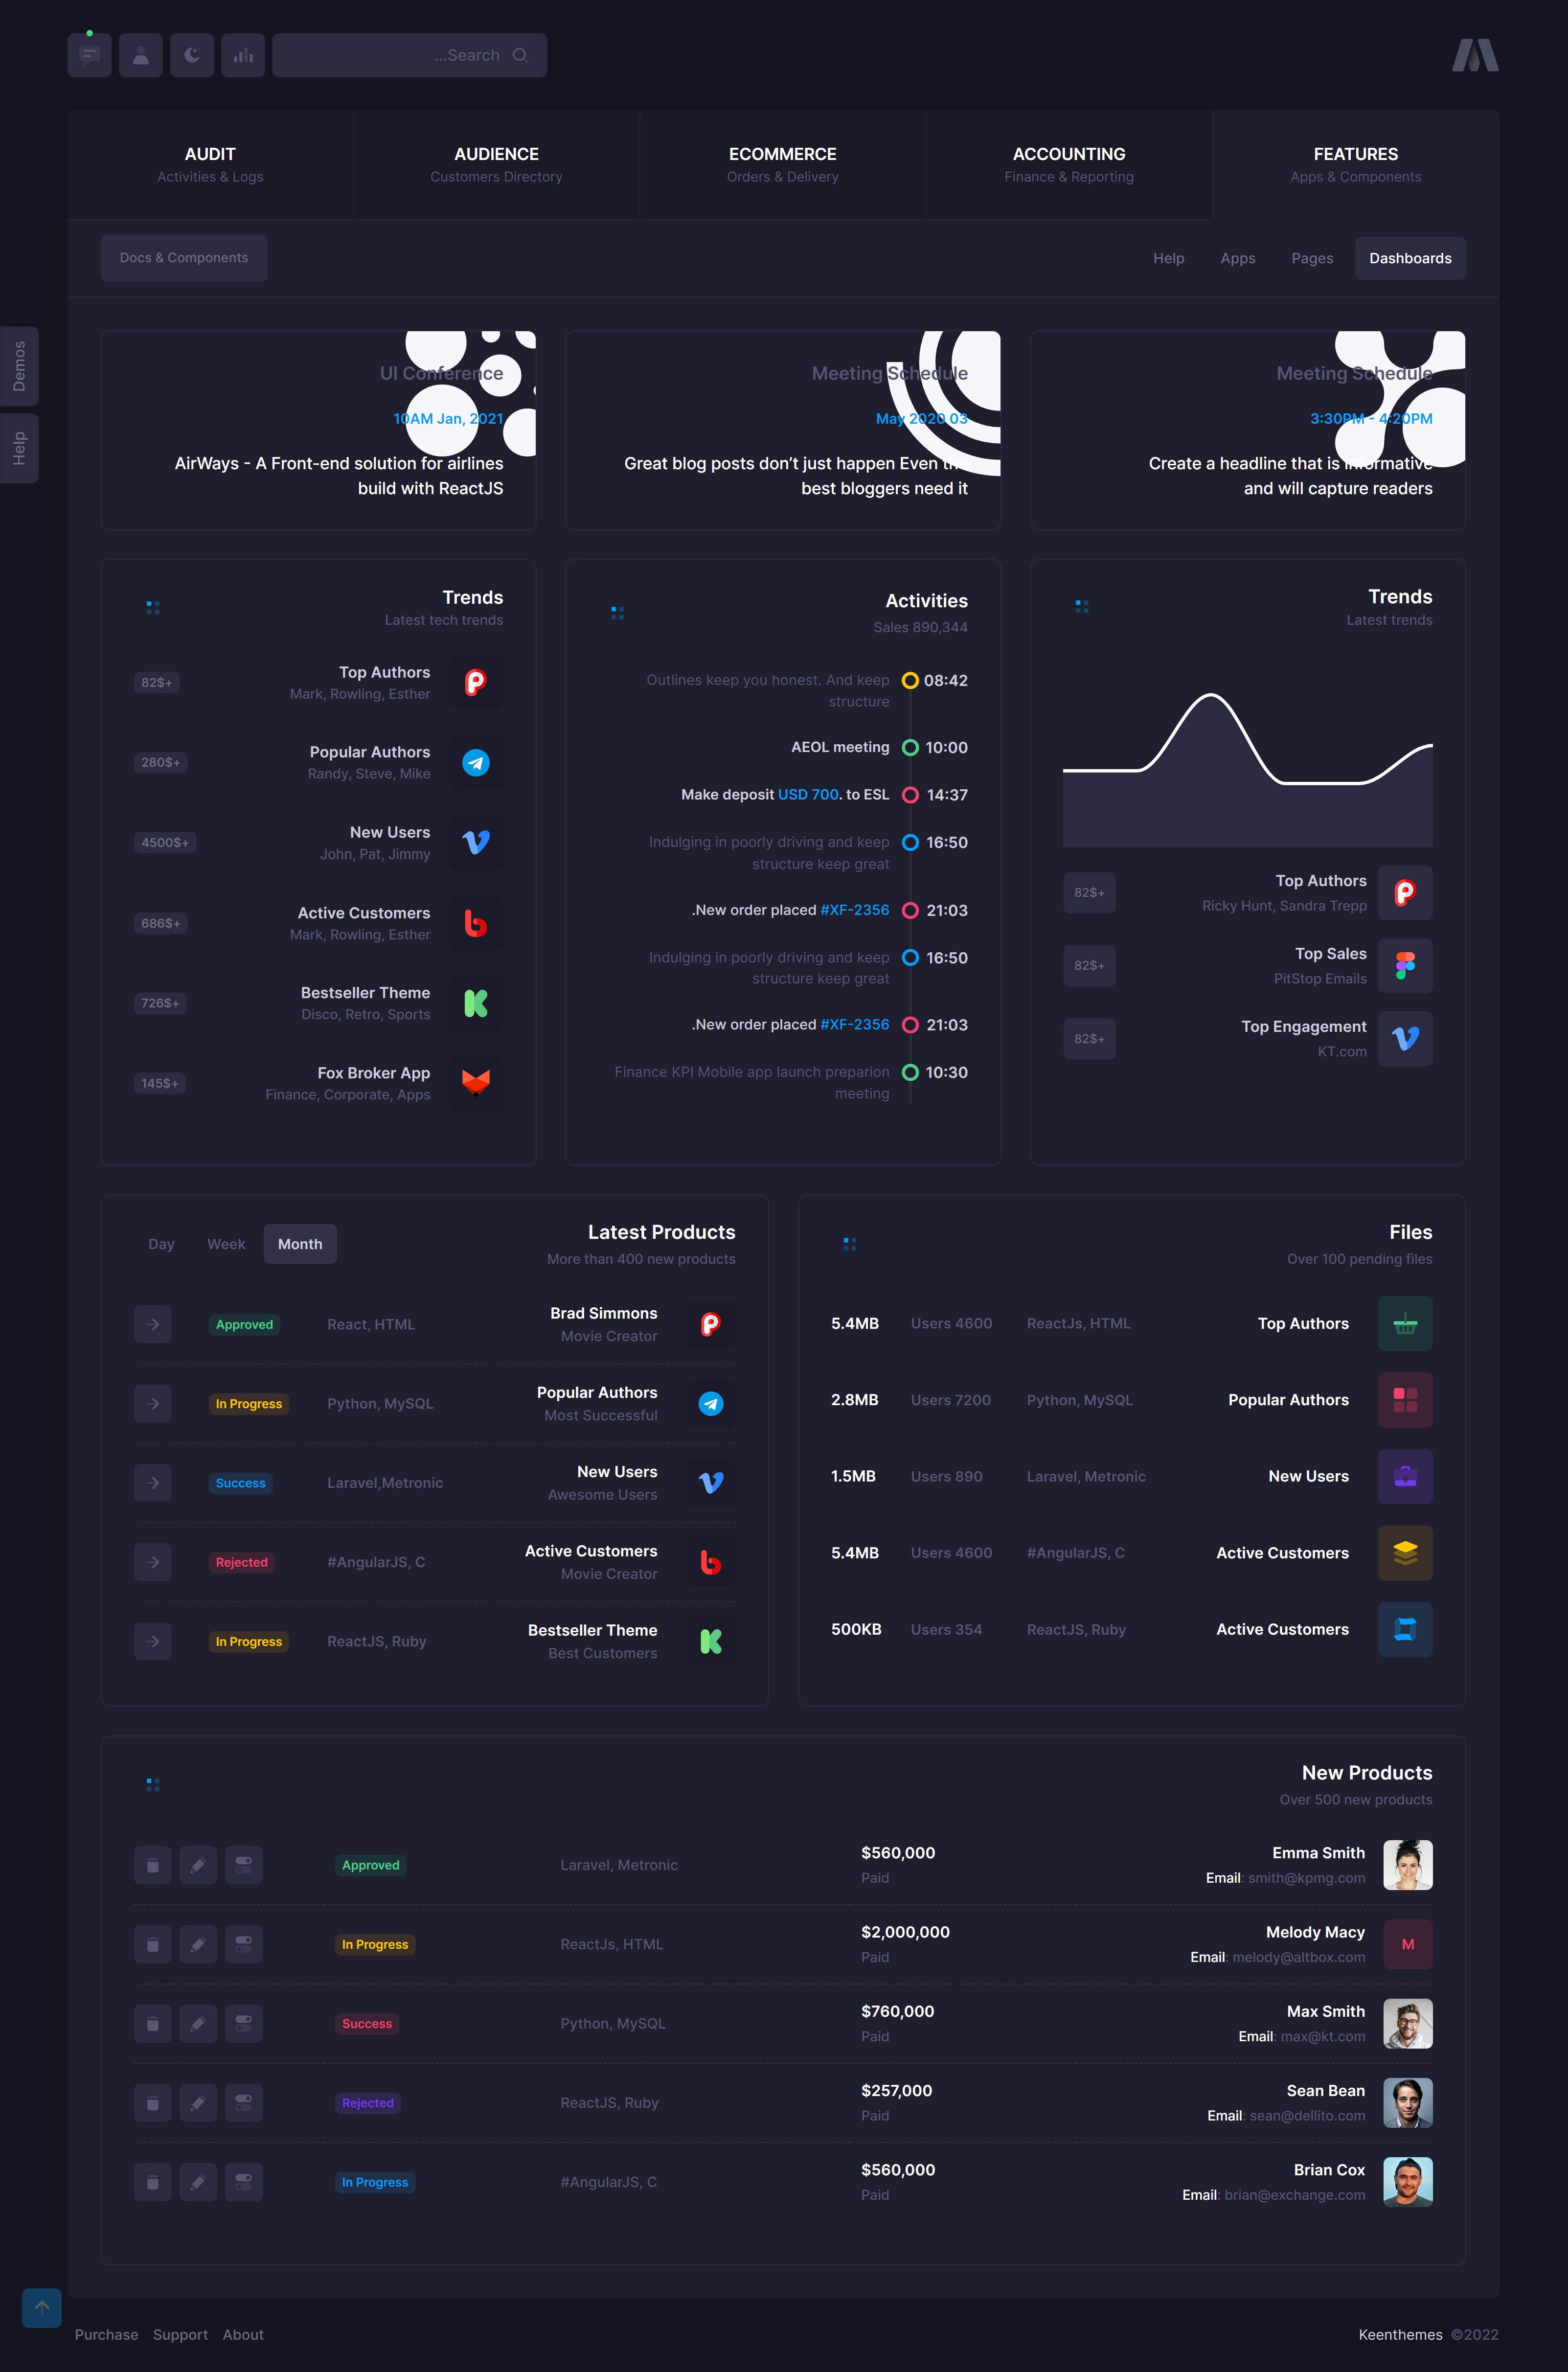 ...Search
AUDIT
Activities & Logs
AUDIENCE
Customers Directory
ECOMMERCE
Orders & Delivery
ACCOUNTING
Finance & Reporting
FEATURES
Apps & Components
Docs & Components
Help
Apps
Pages
Dashboards
Demos
Help
UI Conference
10AM Jan, 2021
AirWays - A Front-end solution for airlines
build with ReactJS
Meeting Schedule
May 2020 03
Great blog posts don’t just happen Even the
best bloggers need it
Meeting Schedule
3:30PM - 4:20PM
Create a headline that is informative
and will capture readers
Trends
Latest tech trends
82$+
Top Authors
Mark, Rowling, Esther
280$+
Popular Authors
Randy, Steve, Mike
4500$+
New Users
John, Pat, Jimmy
686$+
Active Customers
Mark, Rowling, Esther
726$+
Bestseller Theme
Disco, Retro, Sports
145$+
Fox Broker App
Finance, Corporate, Apps
Activities
Sales 890,344
Outlines keep you honest. And keep 08:42
structure
AEOL meeting 10:00
Make deposit USD 700. to ESL 14:37
Indulging in poorly driving and keep 16:50
structure keep great
.New order placed #XF-2356 21:03
Indulging in poorly driving and keep 16:50
structure keep great
.New order placed #XF-2356 21:03
Finance KPI Mobile app launch preparion 10:30
meeting
Trends
Latest trends
82$+
Top Authors
Ricky Hunt, Sandra Trepp
82$+
Top Sales
PitStop Emails
82$+
Top Engagement
KT.com
Day Week Month
Latest Products
More than 400 new products
Approved
React, HTML
Brad Simmons
Movie Creator
In Progress
Python, MySQL
Popular Authors
Most Successful
Success
Laravel,Metronic
New Users
Awesome Users
Rejected
#AngularJS, C
Active Customers
Movie Creator
In Progress
ReactJS, Ruby
Bestseller Theme
Best Customers
Files
Over 100 pending files
5.4MB Users 4600 ReactJs, HTML Top Authors
2.8MB Users 7200 Python, MySQL Popular Authors
1.5MB Users 890 Laravel, Metronic New Users
5.4MB Users 4600 #AngularJS, C Active Customers
500KB Users 354 ReactJS, Ruby Active Customers
New Products
Over 500 new products
Approved
Laravel, Metronic
$560,000
Paid
Emma Smith
Email: smith@kpmg.com
In Progress
ReactJs, HTML
$2,000,000
Paid
Melody Macy
Email: melody@altbox.com
M
Success
Python, MySQL
$760,000
Paid
Max Smith
Email: max@kt.com
Rejected
ReactJS, Ruby
$257,000
Paid
Sean Bean
Email: sean@dellito.com
In Progress
#AngularJS, C
$560,000
Paid
Brian Cox
Email: brian@exchange.com
Purchase Support About
Keenthemes ©2022